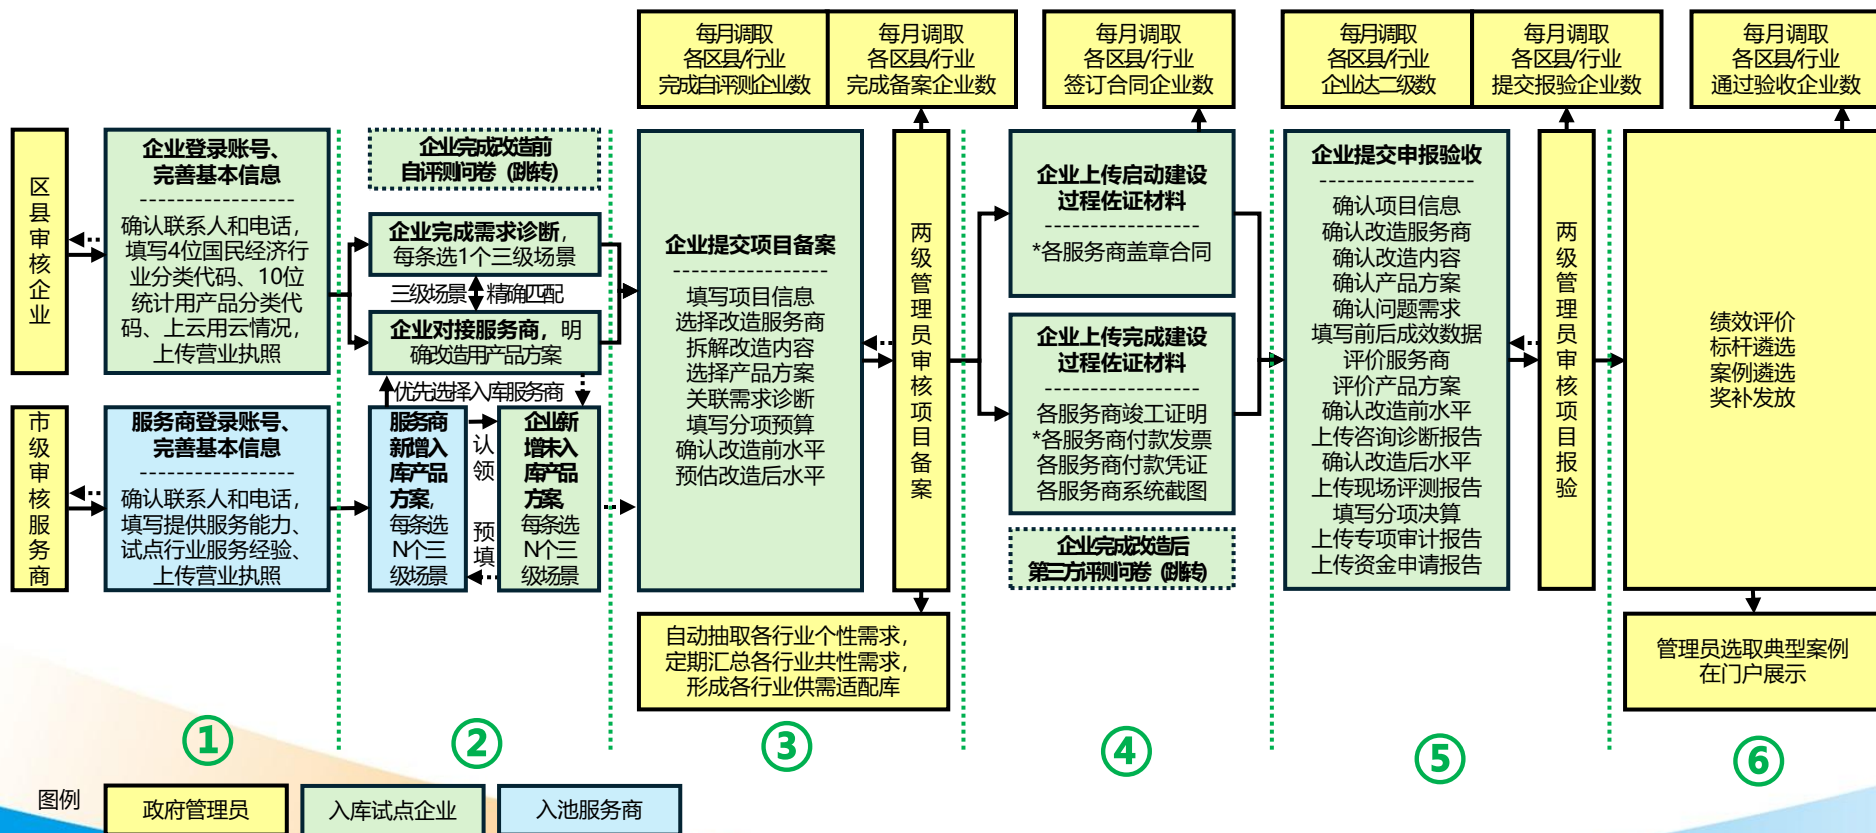 每月调取
各区县/行业
完成自评测企业数
每月调取
各区县/行业
完成备案企业数
每月调取
各区县/行业
签订合同企业数
每月调取
各区县/行业
企业达二级数
每月调取
各区县/行业
提交报验企业数
每月调取
各区县/行业
通过验收企业数
区县审核企业
企业登录账号、
完善基本信息
确认联系人和电话，
填写4位国民经济行
业分类代码、10位
统计用产品分类代
码、上云用云情况，
上传营业执照
市级审核服务商
服务商登录账号、
完善基本信息
确认联系人和电话，
填写提供服务能力、
试点行业服务经验、
上传营业执照
企业完成改造前
自评测问卷（跳转）
企业完成需求诊断，
每条选1个三级场景
三级场景 精确匹配
企业对接服务商，明
确改造用产品方案
优先选择入库服务商
服务商
新增入
库产品
方案，
每条选
N个三
级场景
认领
预填
企业新
增未入
库产品
方案，
每条选
N个三
级场景
企业提交项目备案
填写项目信息
选择改造服务商
拆解改造内容
选择产品方案
关联需求诊断
填写分项预算
确认改造前水平
预估改造后水平
两级管理员审核项目备案
自动抽取各行业个性需求，
定期汇总各行业共性需求，
形成各行业供需适配库
企业上传启动建设
过程佐证材料
*各服务商盖章合同
企业上传完成建设
过程佐证材料
各服务商竣工证明
*各服务商付款发票
各服务商付款凭证
各服务商系统截图
企业完成改造后
第三方评测问卷（跳转）
企业提交申报验收
确认项目信息
确认改造服务商
确认改造内容
确认产品方案
确认问题需求
填写前后成效数据
评价服务商
评价产品方案
确认改造前水平
上传咨询诊断报告
确认改造后水平
上传现场评测报告
填写分项决算
上传专项审计报告
上传资金申请报告
两级管理员审核项目报验
绩效评价
标杆遴选
案例遴选
奖补发放
管理员选取典型案例
在门户展示
①
②
③
④
⑤
⑥
图例
政府管理员
入库试点企业
入池服务商